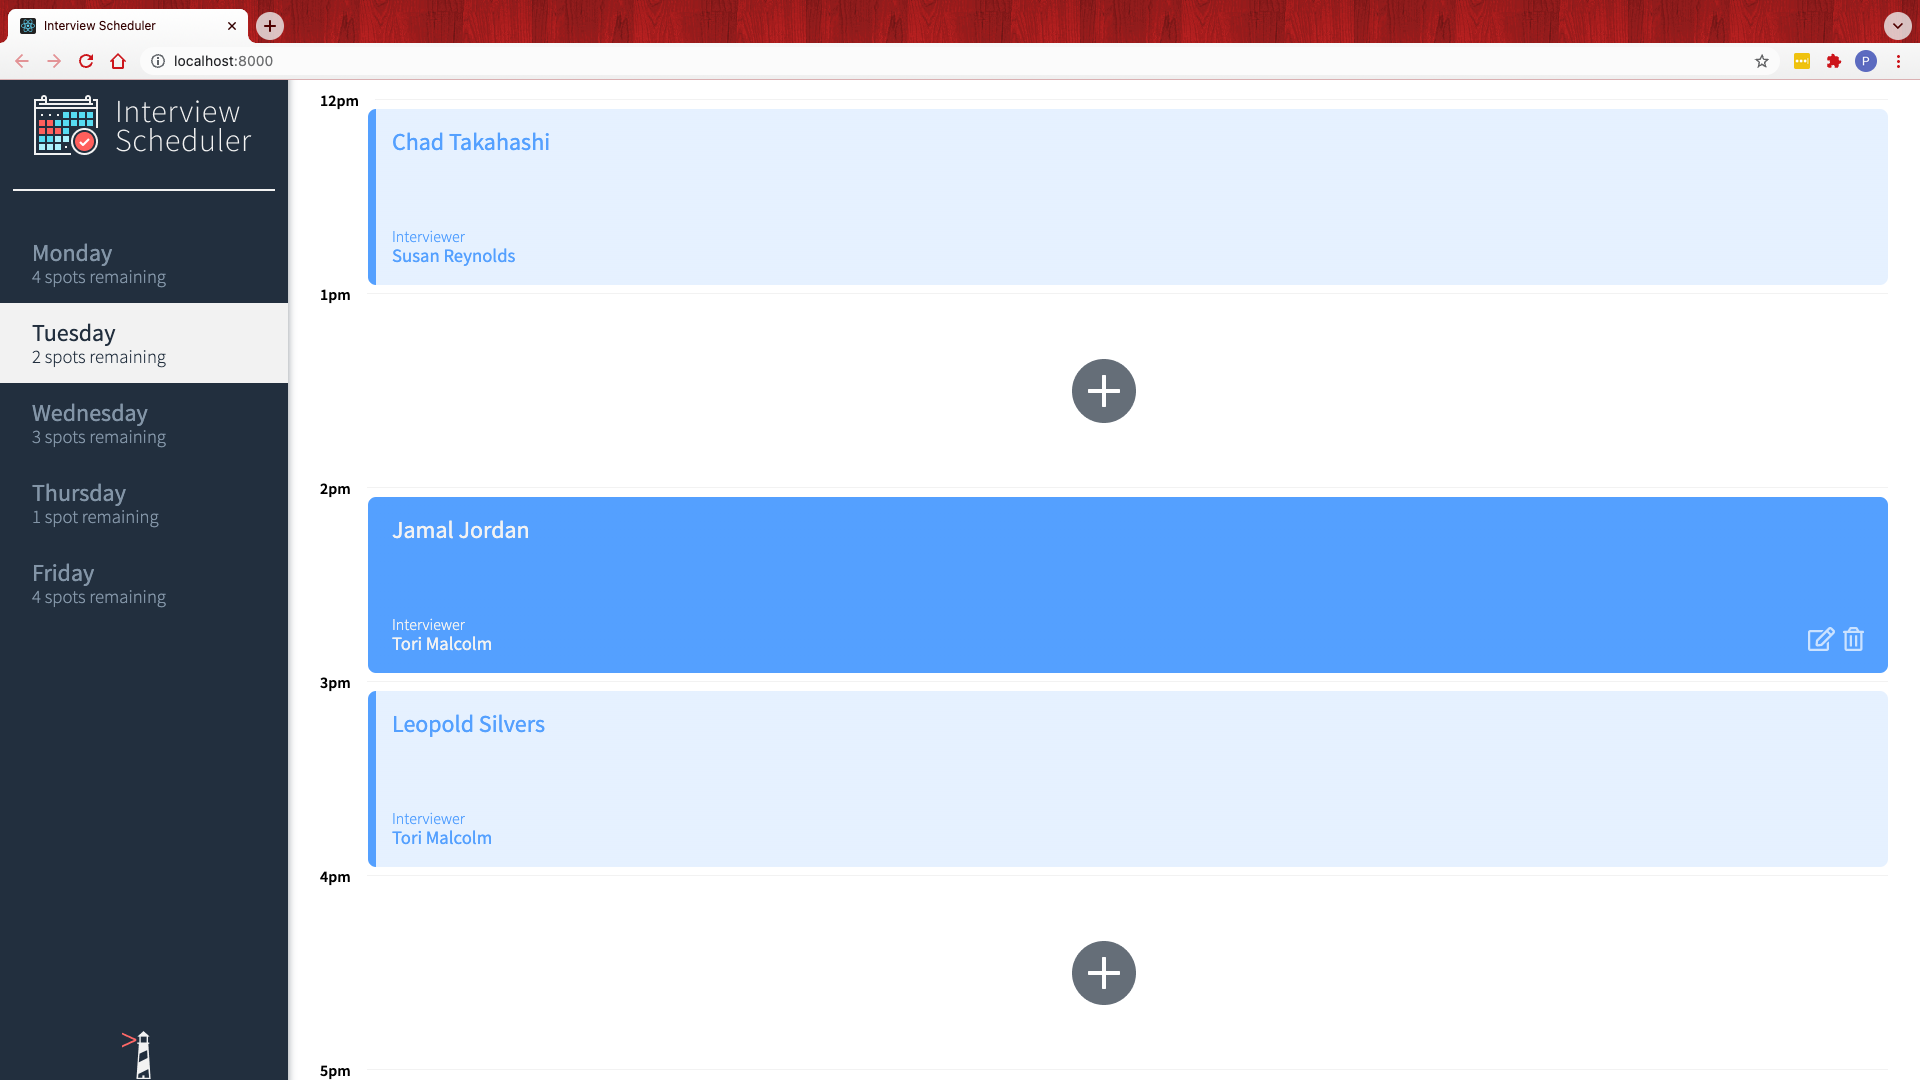 Interview Scheduler
localhost:8000
P
Interview
Scheduler
Monday
4 spots remaining
Tuesday
2 spots remaining
Wednesday
3 spots remaining
Thursday
1 spot remaining
Friday
4 spots remaining
12pm
Chad Takahashi
Interviewer
Susan Reynolds
1pm
2pm
Jamal Jordan
Interviewer
Tori Malcolm
3pm
Leopold Silvers
Interviewer
Tori Malcolm
4pm
5pm